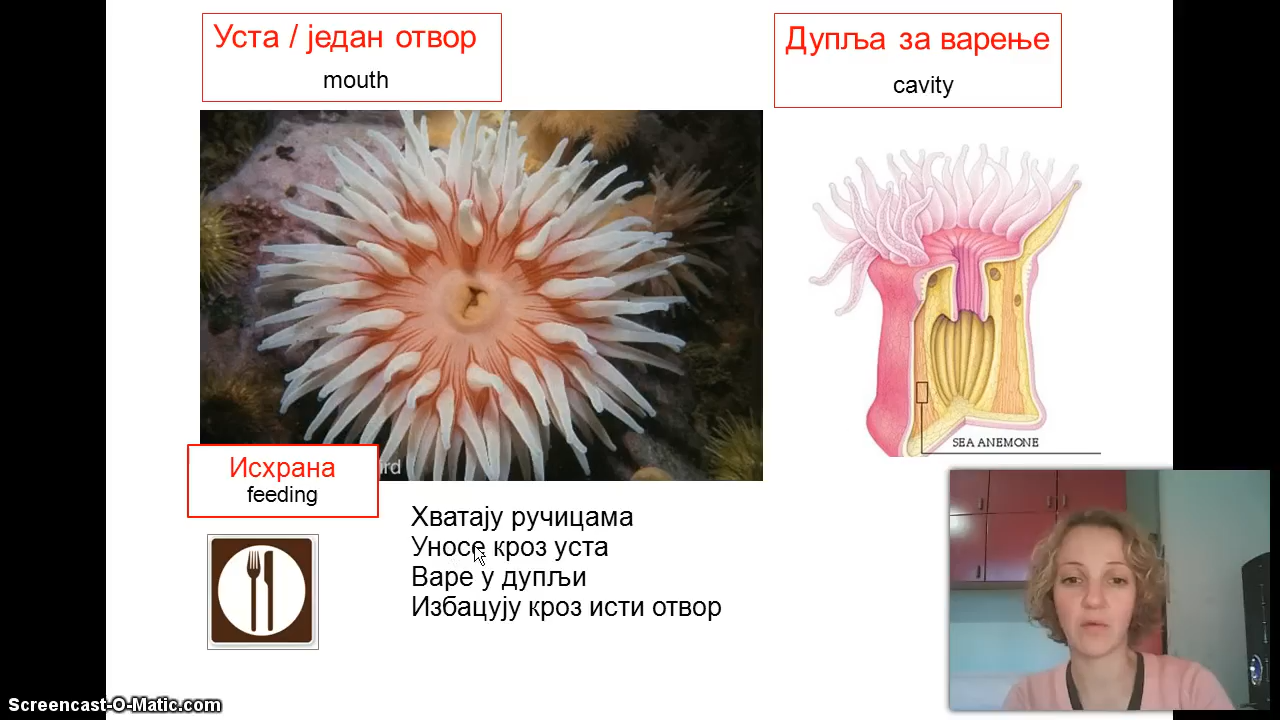 Уста / један отвор
mouth
Дупља за варење
cavity
SEA ANEMONE
Исхрана
feeding
Хватају ручицама
Уносе кроз уста
Варе у дупљи
Избацују кроз исти отвор
Screencast-O-Matic.com